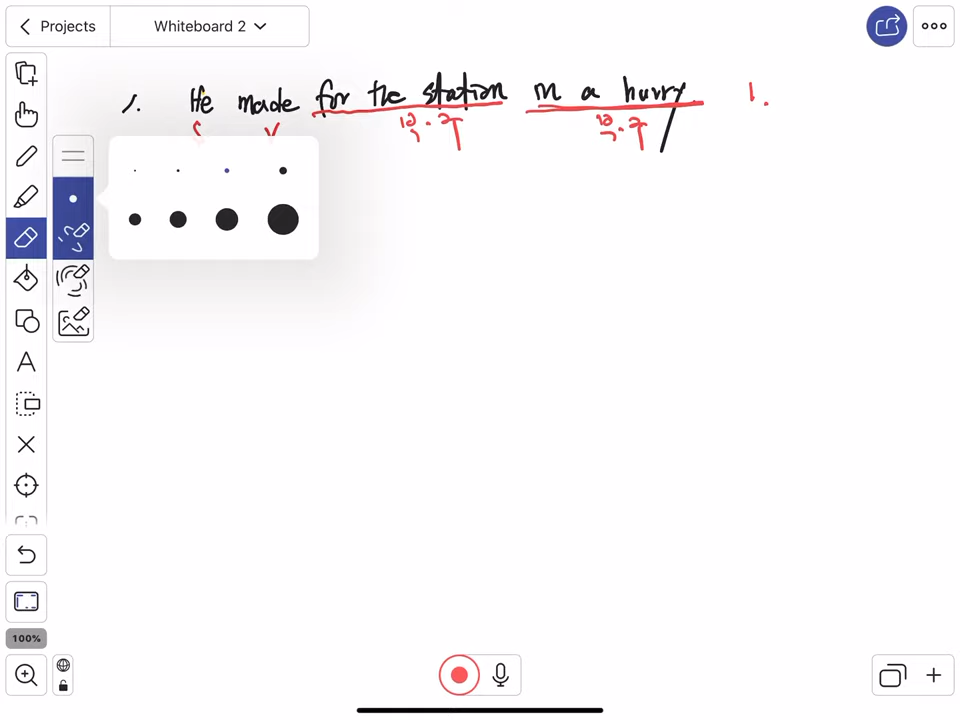 Projects
Whiteboard 2
1. He made for the station in a hurry 1.
S V
100%